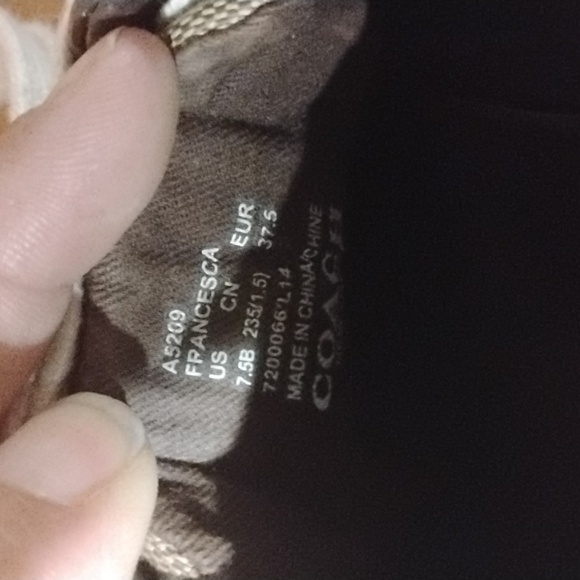 A5209
FRANCESCA
US CN EUR
7.5B 235(1.5) 37.5
7200066'L14
MADE IN CHINA/CHINE
COACH